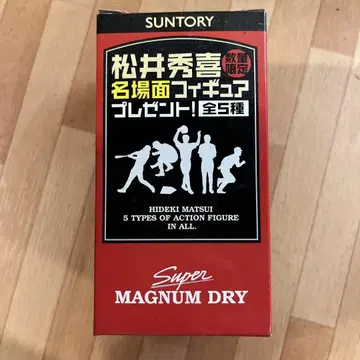 SUNTORY
松井秀喜 数量限定
名場面フィギュア
プレゼント! 全5種
HIDEKI MATSUI
5 TYPES OF ACTION FIGURE
IN ALL.
Super
MAGNUM DRY